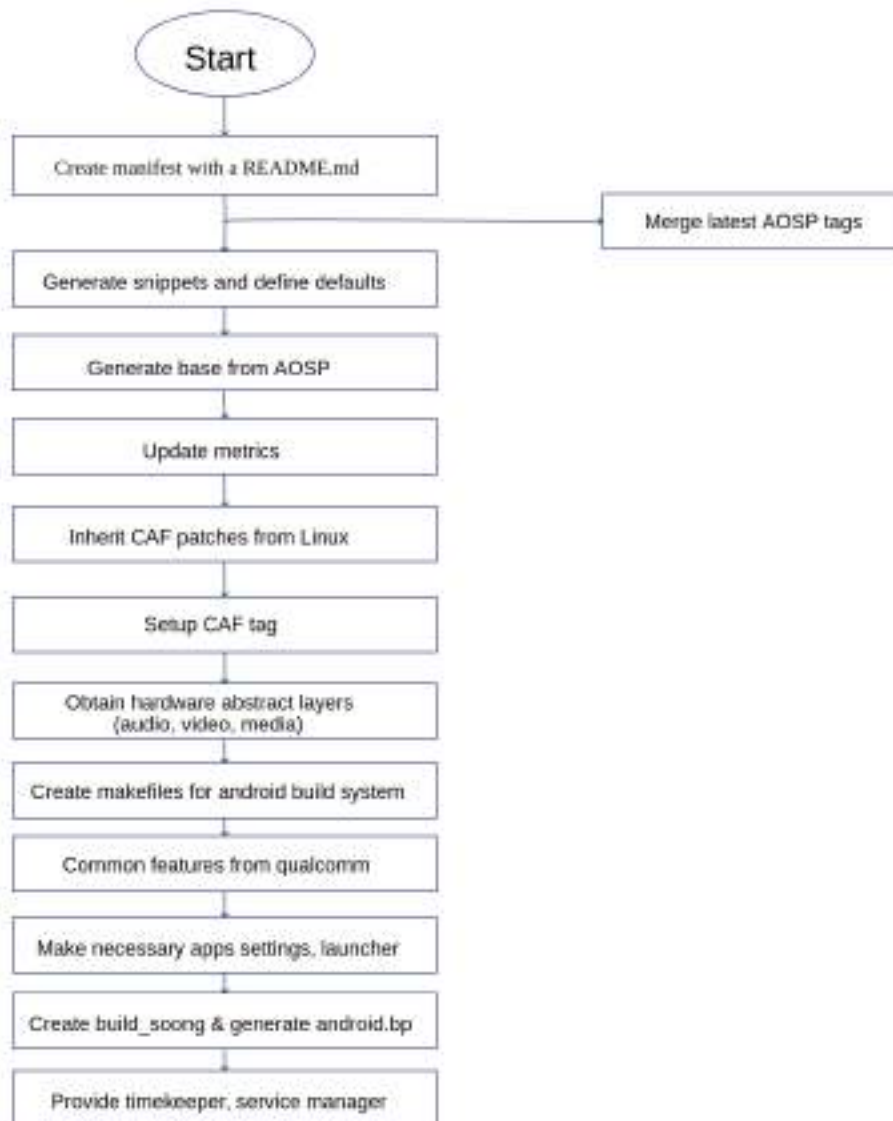 Start
Create manifest with a README.md
Merge latest AOSP tags
Generate snippets and define defaults
Generate base from AOSP
Update metrics
Inherit CAF patches from Linux
Setup CAF tag
Obtain hardware abstract layers
(audio, video, media)
Create makefiles for android build system
Common features from qualcomm
Make necessary apps settings, launcher
Create build_soong & generate android.bp
Provide timekeeper, service manager